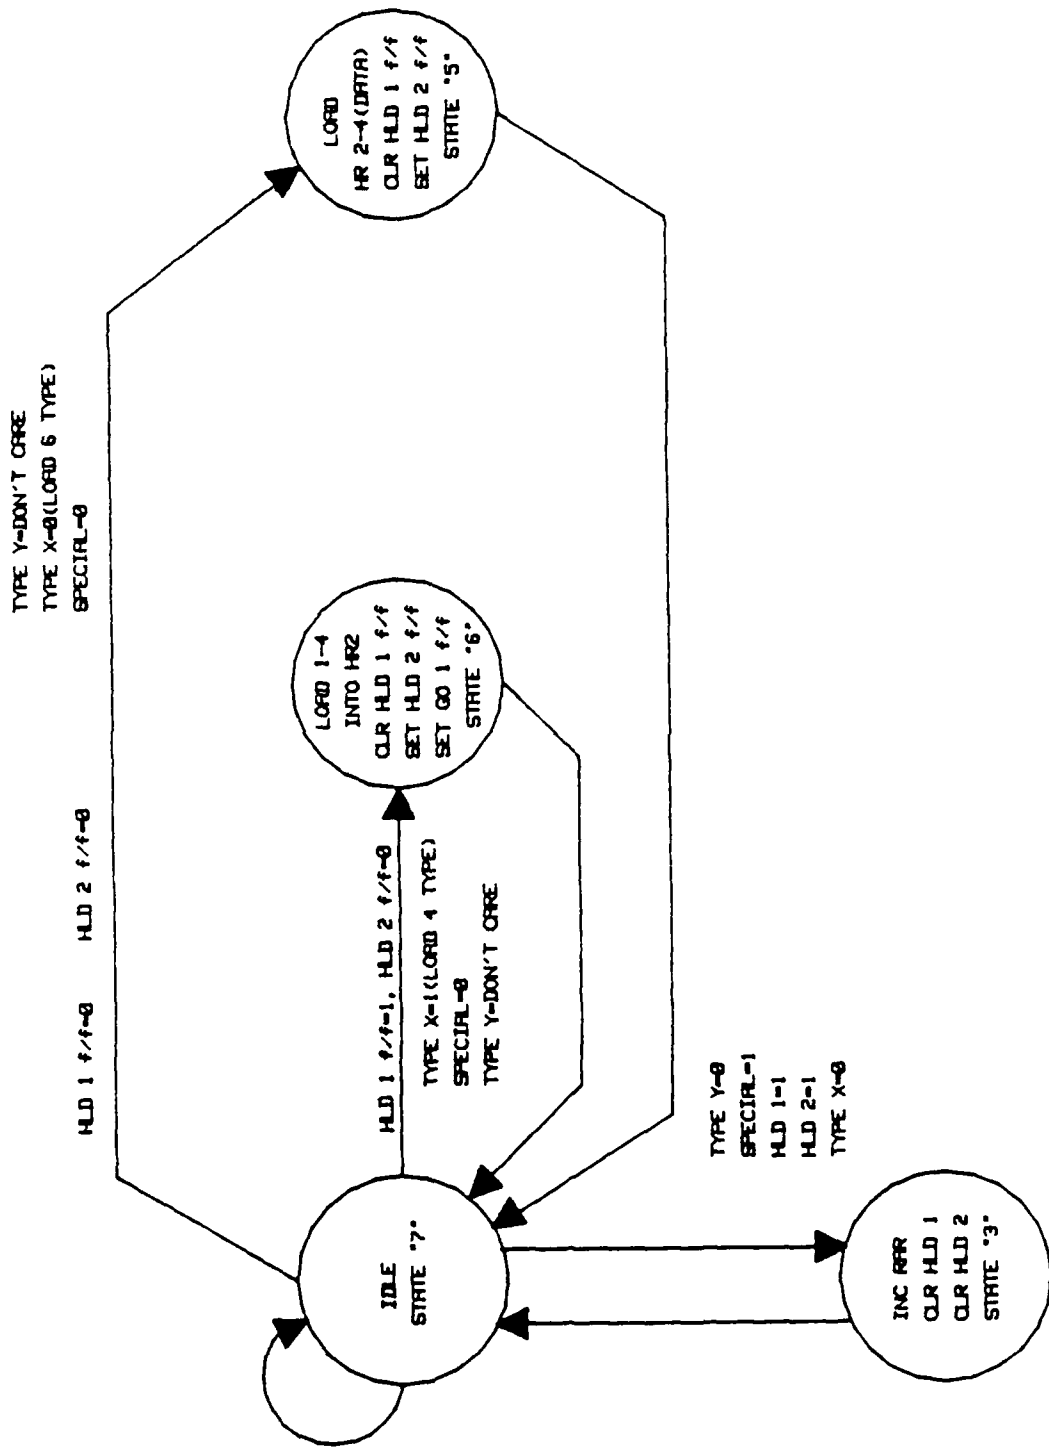 TYPE Y=DON'T CARE
TYPE X=0(LOAD 6 TYPE)
SPECIAL=0
HLD 1 f/f=0 HLD 2 f/f=0
LOAD
HR 2-4(DATA)
CLR HLD 1 f/f
SET HLD 2 f/f
STATE "5"
LOAD 1-4
INTO HR2
CLR HLD 1 f/f
SET HLD 2 f/f
SET GO 1 f/f
STATE "6"
HLD 1 f/f=1, HLD 2 f/f=0
TYPE X=1(LOAD 4 TYPE)
SPECIAL=0
TYPE Y=DON'T CARE
IDLE
STATE "7"
TYPE Y=0
SPECIAL=1
HLD 1=1
HLD 2=1
TYPE X=0
INC RAR
CLR HLD 1
CLR HLD 2
STATE "3"